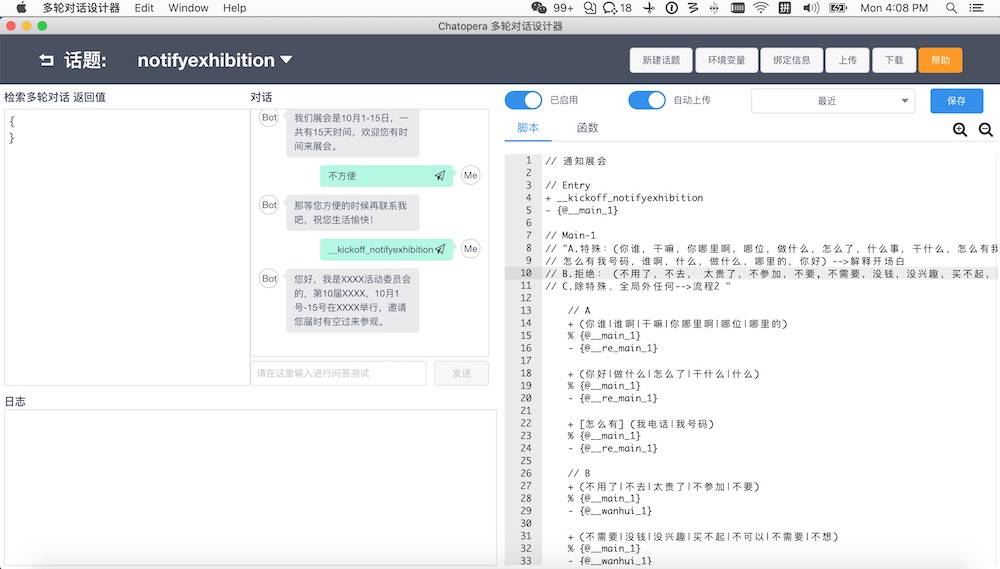 多轮对话设计器 Edit Window Help 99+ 18 拼 Mon 4:08 PM
Chatopera 多轮对话设计器
话题: notifyexhibition 新建话题 环境变量 绑定信息 上传 下载 帮助
检索多轮对话 返回值
{
}
对话
Bot
我们展会是10月1-15日，一
共有15天时间，欢迎您有时
间来展会。
不方便
Me
Bot
那等您方便的时候再联系我
吧，祝您生活愉快！
__kickoff_notifyexhibition
Me
Bot
您好，我是XXXX活动委员会
的，第10届XXXX，10月1
号-15号在XXXX举行，邀请
您届时有空过来参观。
请在这里输入进行问答测试 发送
日志
已启用 自动上传 最近 保存
脚本 函数
1 // 通知展会
2
3 // Entry
4 + __kickoff_notifyexhibition
5 - {@__main_1}
6
7 // Main-1
8 // "A.特殊：(你谁，干嘛，你哪里啊，哪位，做什么，怎么了，什么事，干什么，怎么有我
9 // 怎么有我号码，谁啊，什么，做什么，哪里的，你好) -->解释开场白
10 // B.拒绝： (不用了，不去， 太贵了，不参加，不要，不需要，没钱，没兴趣，买不起，
11 // C.除特殊、全局外任何-->流程2 "
12
13 // A
14 + (你谁|谁啊|干嘛|你哪里啊|哪位|哪里的)
15 % {@__main_1}
16 - {@__re_main_1}
17
18 + (你好|做什么|怎么了|干什么|什么)
19 % {@__main_1}
20 - {@__re_main_1}
21
22 + [怎么有] (我电话|我号码)
23 % {@__main_1}
24 - {@__re_main_1}
25
26 // B
27 + (不用了|不去|太贵了|不参加|不要)
28 % {@__main_1}
29 - {@__wanhui_1}
30
31 + (不需要|没钱|没兴趣|买不起|不可以|不需要|不想)
32 % {@__main_1}
33 - {@__wanhui_1}